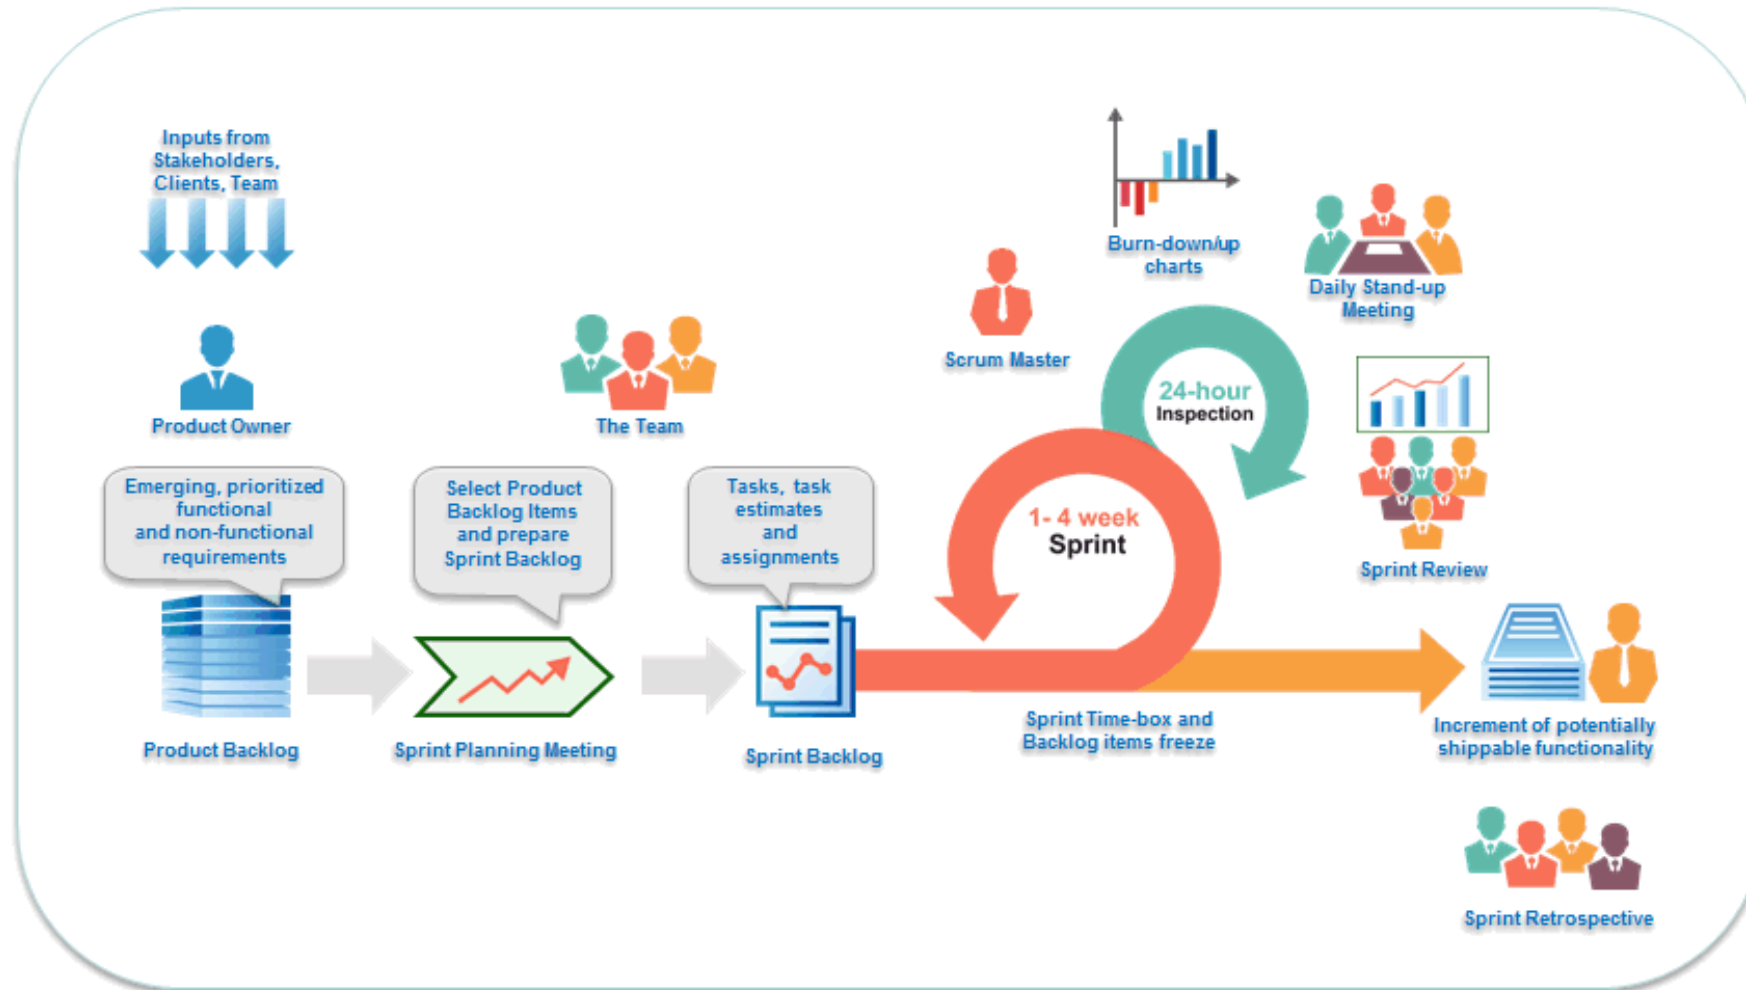 Inputs from
Stakeholders,
Clients, Team
Product Owner
Emerging, prioritized
functional
and non-functional
requirements
Product Backlog
The Team
Select Product
Backlog Items
and prepare
Sprint Backlog
Sprint Planning Meeting
Tasks, task
estimates
and
assignments
Sprint Backlog
Scrum Master
Burn-down/up
charts
Daily Stand-up
Meeting
24-hour
Inspection
1- 4 week
Sprint
Sprint Review
Sprint Time-box and
Backlog items freeze
Increment of potentially
shippable functionality
Sprint Retrospective